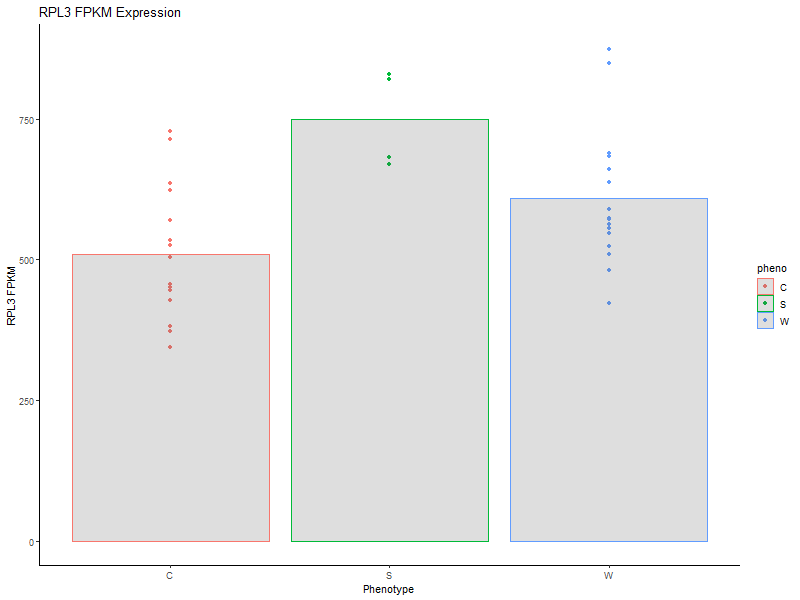 RPL3 FPKM Expression
RPL3 FPKM
750
500
250
0
C
S
W
Phenotype
pheno
C
S
W